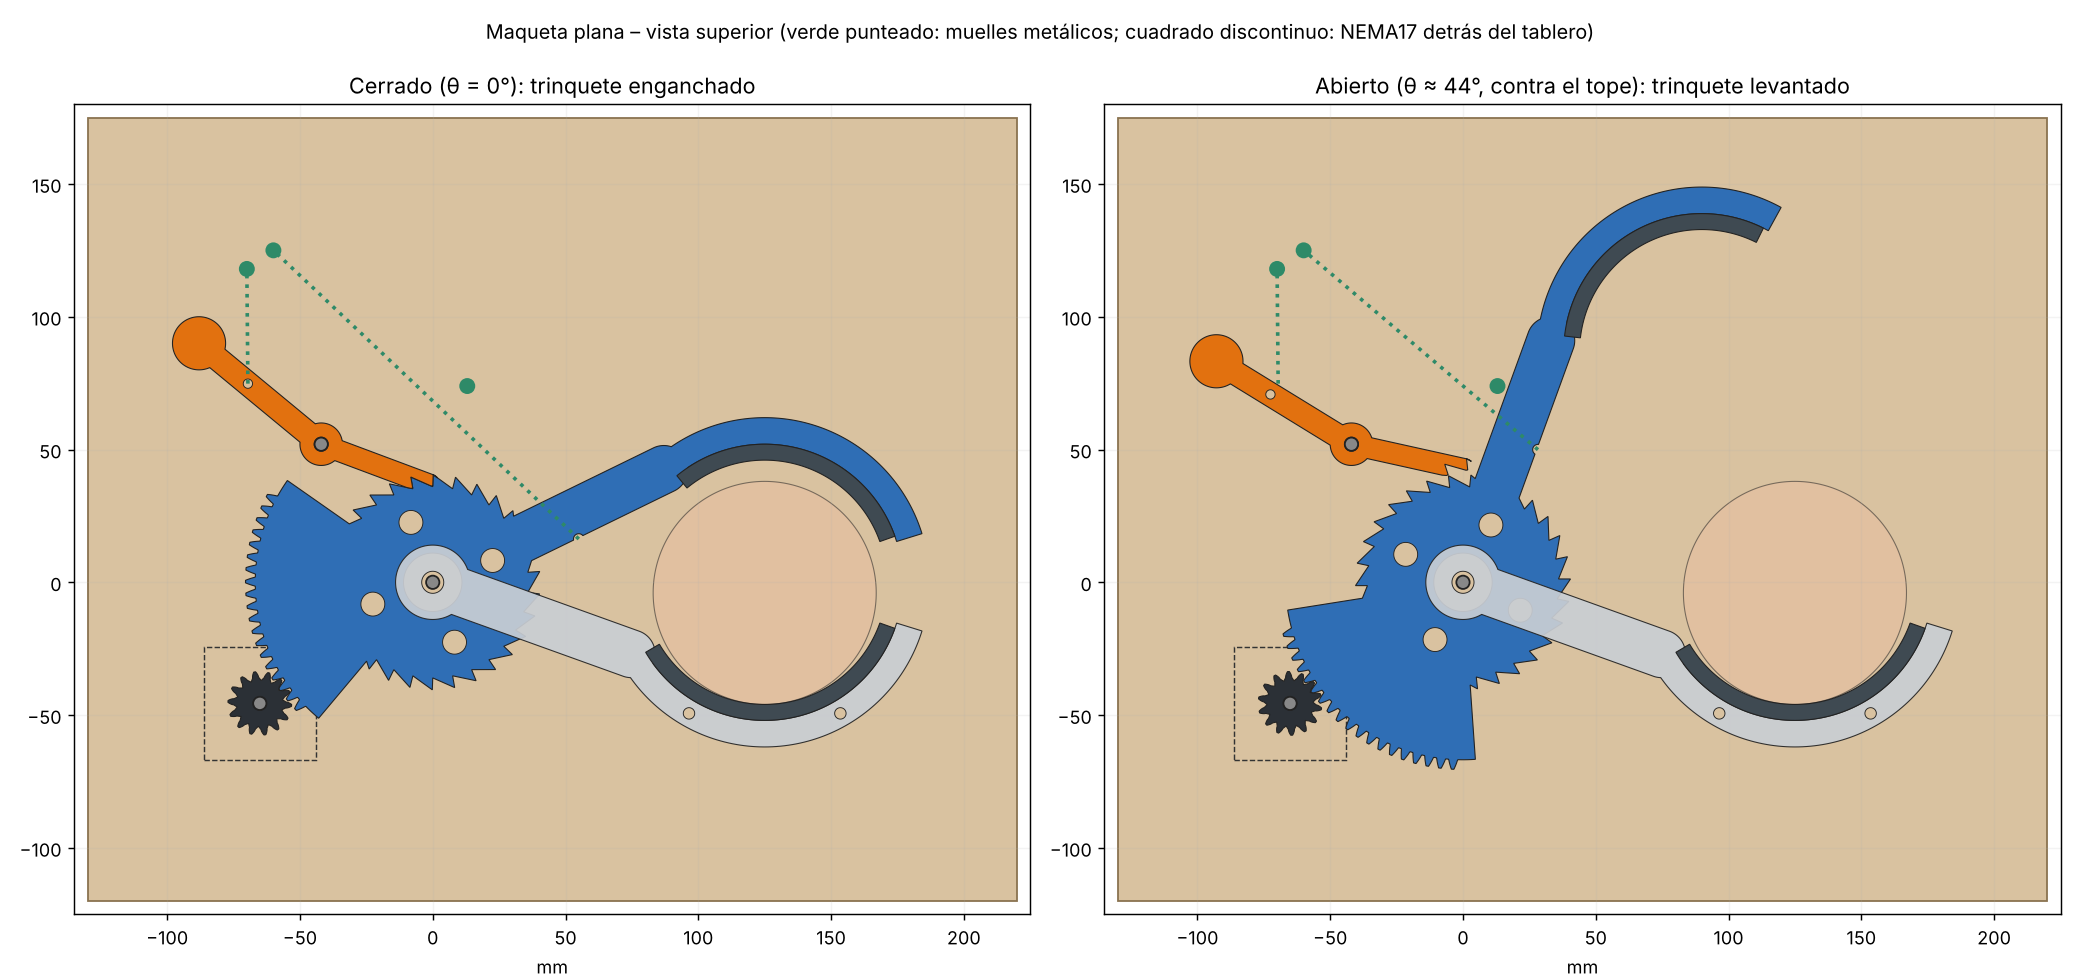 Maqueta plana – vista superior (verde punteado: muelles metálicos; cuadrado discontinuo: NEMA17 detrás del tablero)
Cerrado (θ = 0°): trinquete enganchado
150
100
50
0
−50
−100
−100 −50 0 50 100 150 200
mm
Abierto (θ ≈ 44°, contra el tope): trinquete levantado
150
100
50
0
−50
−100
−100 −50 0 50 100 150 200
mm